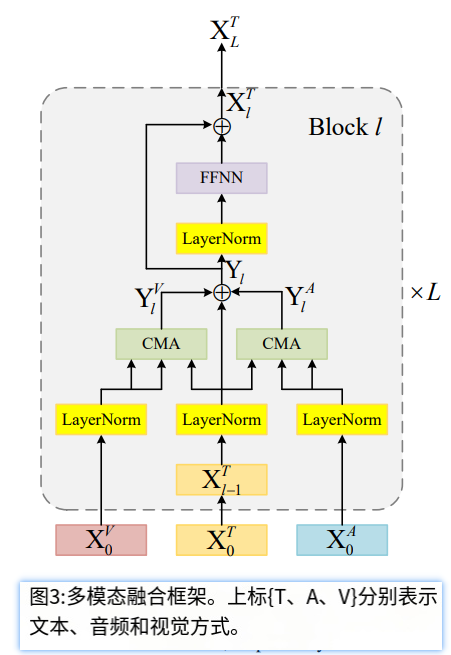 X_L^T
X_l^T
Block l
FFNN
LayerNorm
Y_l
Y_l^V
Y_l^A
×L
CMA
CMA
LayerNorm
LayerNorm
LayerNorm
X_{l-1}^T
X_0^V
X_0^T
X_0^A
图3:多模态融合框架。上标{T、A、V}分别表示
文本、音频和视觉方式。